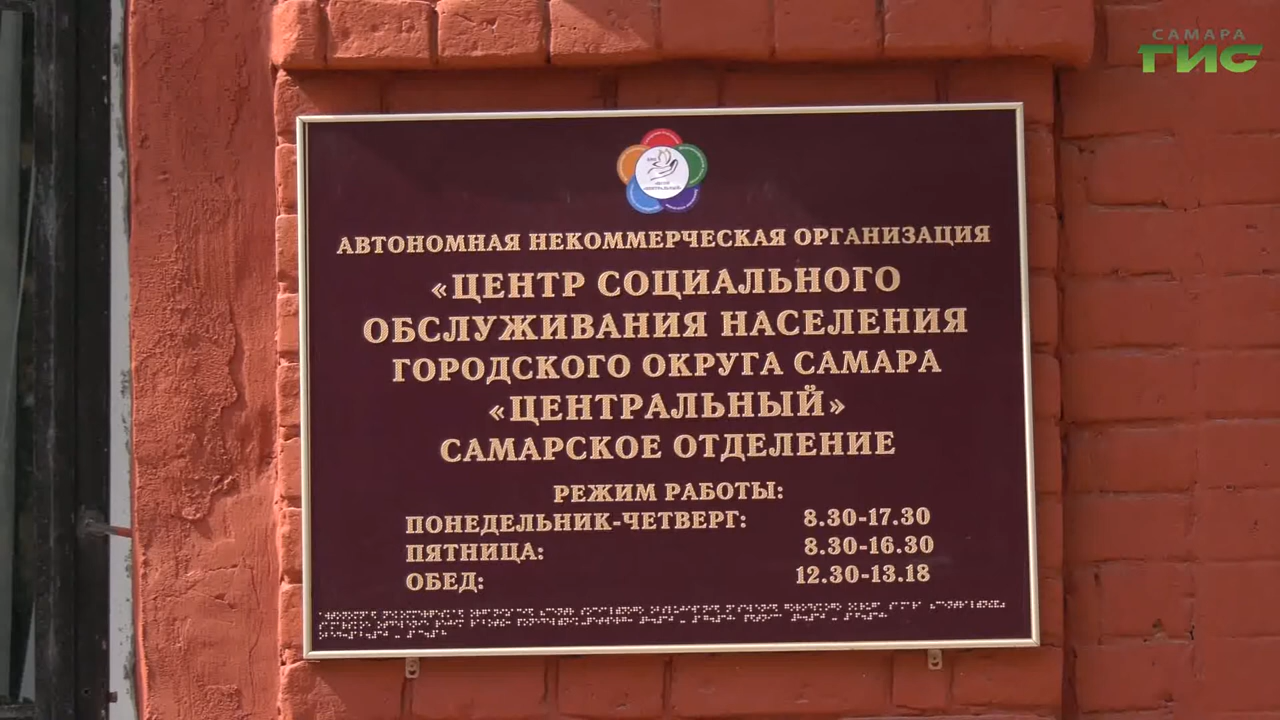 САМАРА
ГИС
АВТОНОМНАЯ НЕКОММЕРЧЕСКАЯ ОРГАНИЗАЦИЯ
«ЦЕНТР СОЦИАЛЬНОГО
ОБСЛУЖИВАНИЯ НАСЕЛЕНИЯ
ГОРОДСКОГО ОКРУГА САМАРА
«ЦЕНТРАЛЬНЫЙ»
САМАРСКОЕ ОТДЕЛЕНИЕ
РЕЖИМ РАБОТЫ:
ПОНЕДЕЛЬНИК-ЧЕТВЕРГ: 8.30-17.30
ПЯТНИЦА: 8.30-16.30
ОБЕД: 12.30-13.18